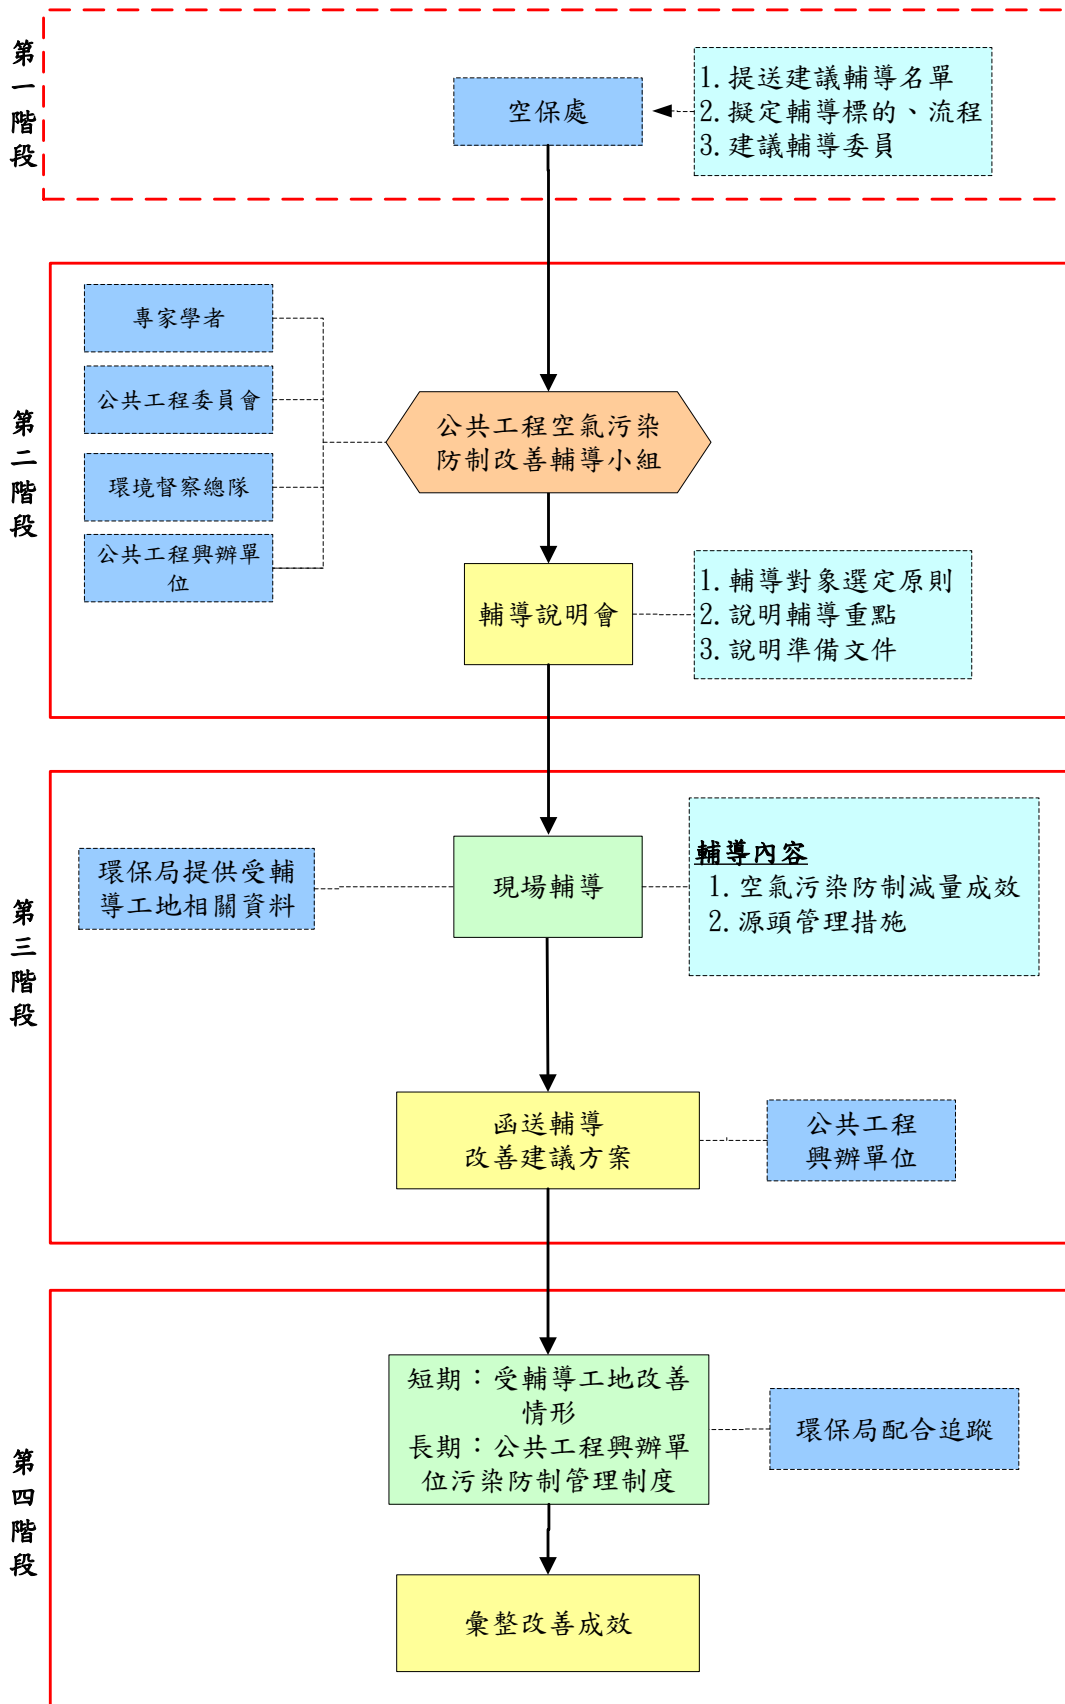 第一階段
空保處
1.提送建議輔導名單
2.擬定輔導標的、流程
3.建議輔導委員
第二階段
專家學者
公共工程委員會
環境督察總隊
公共工程興辦單
位
公共工程空氣污染
防制改善輔導小組
輔導說明會
1.輔導對象選定原則
2.說明輔導重點
3.說明準備文件
第三階段
環保局提供受輔
導工地相關資料
現場輔導
輔導內容
1.空氣污染防制減量成效
2.源頭管理措施
函送輔導
改善建議方案
公共工程
興辦單位
第四階段
短期：受輔導工地改善
情形
長期：公共工程興辦單
位污染防制管理制度
環保局配合追蹤
彙整改善成效